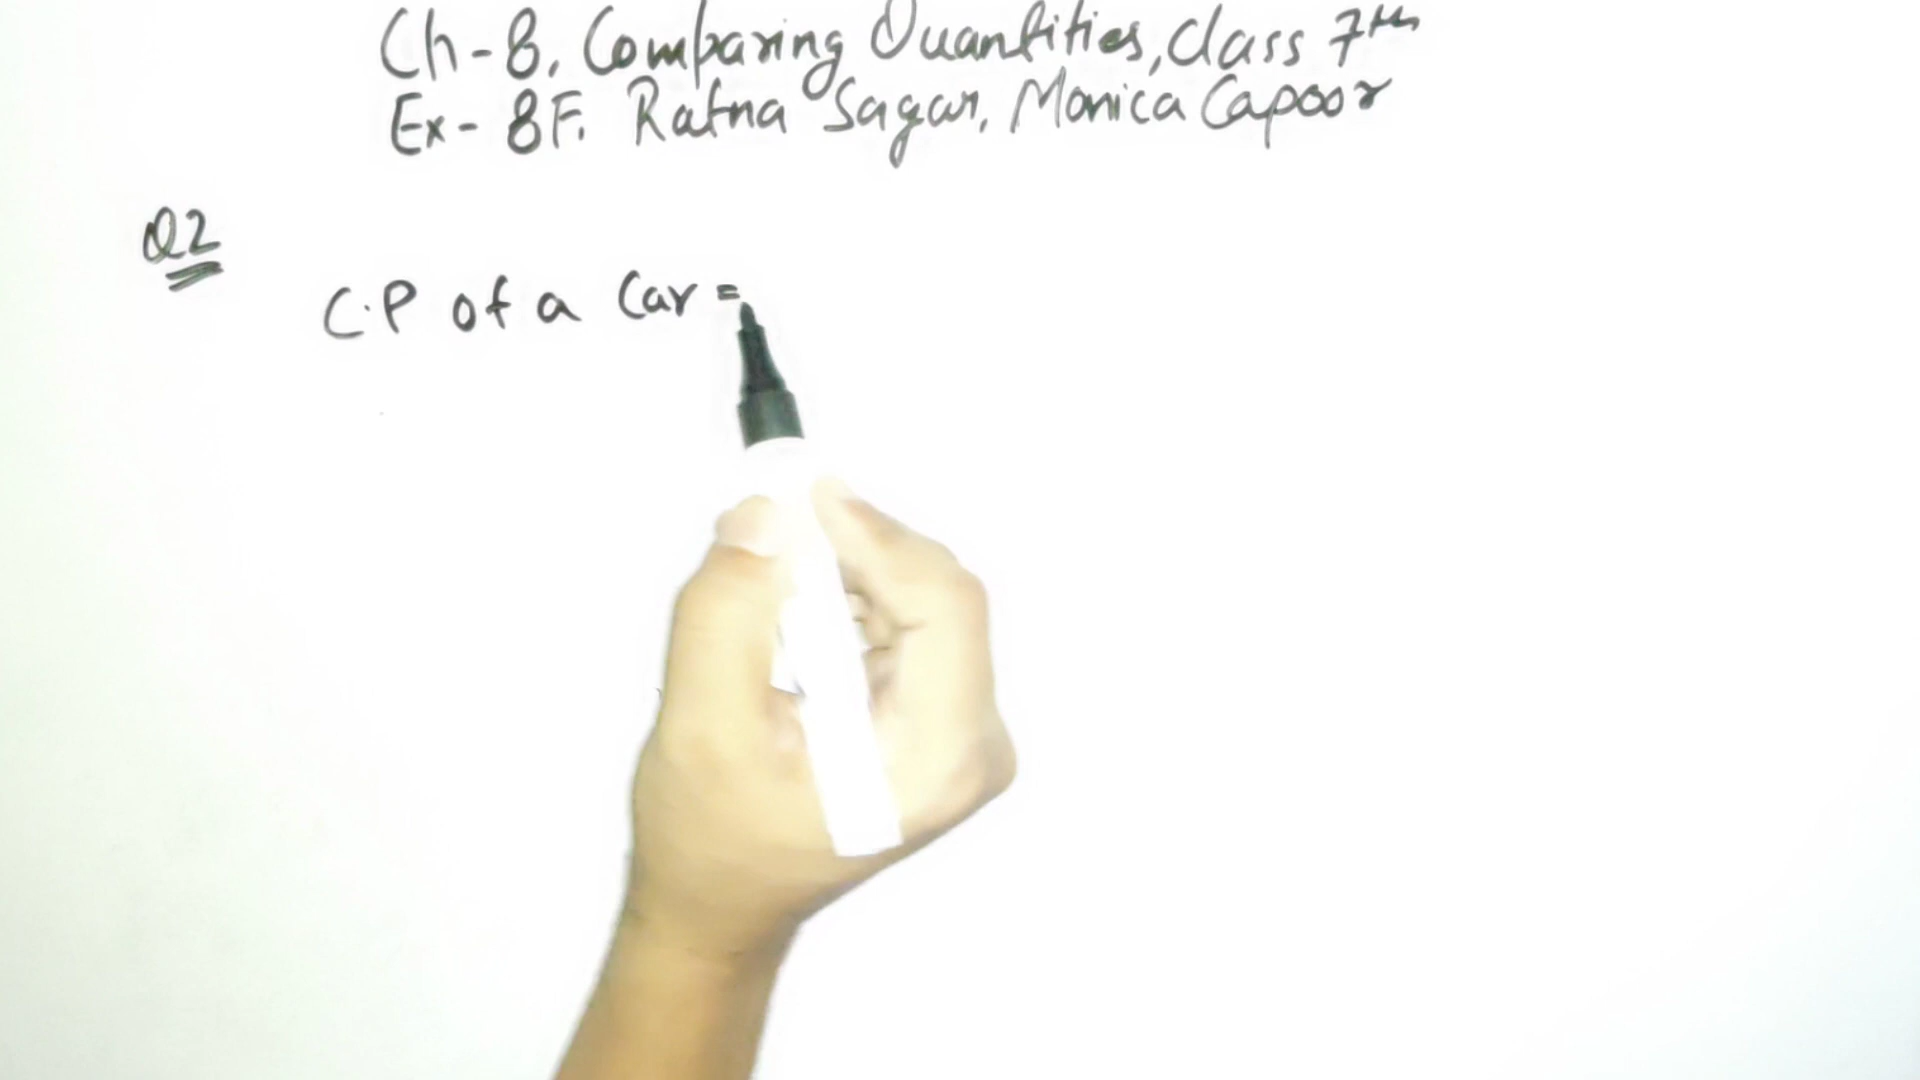 Ch-8, Comparing Quantities, Class 7th
Ex- 8F. Ratna Sagar, Monica Capoor
Q2
C.P of a Car =